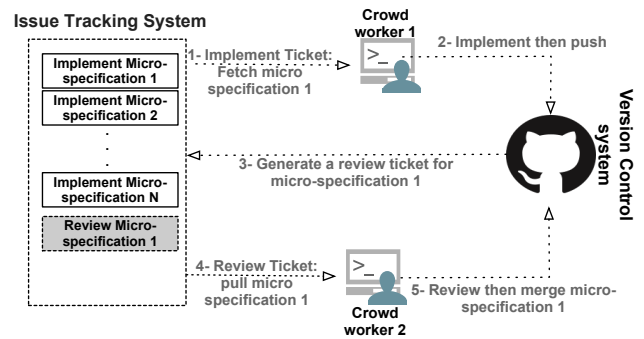 Issue Tracking System
Implement Micro-
specification 1
Implement Micro-
specification 2
.
.
.
Implement Micro-
specification N
Review Micro-
specification 1
1- Implement Ticket:
Fetch micro
specification 1
Crowd
worker 1
>_
2- Implement then push
Version Control
system
3- Generate a review ticket for
micro-specification 1
4- Review Ticket:
pull micro
specification 1
>_
Crowd
worker 2
5- Review then merge micro-
specification 1